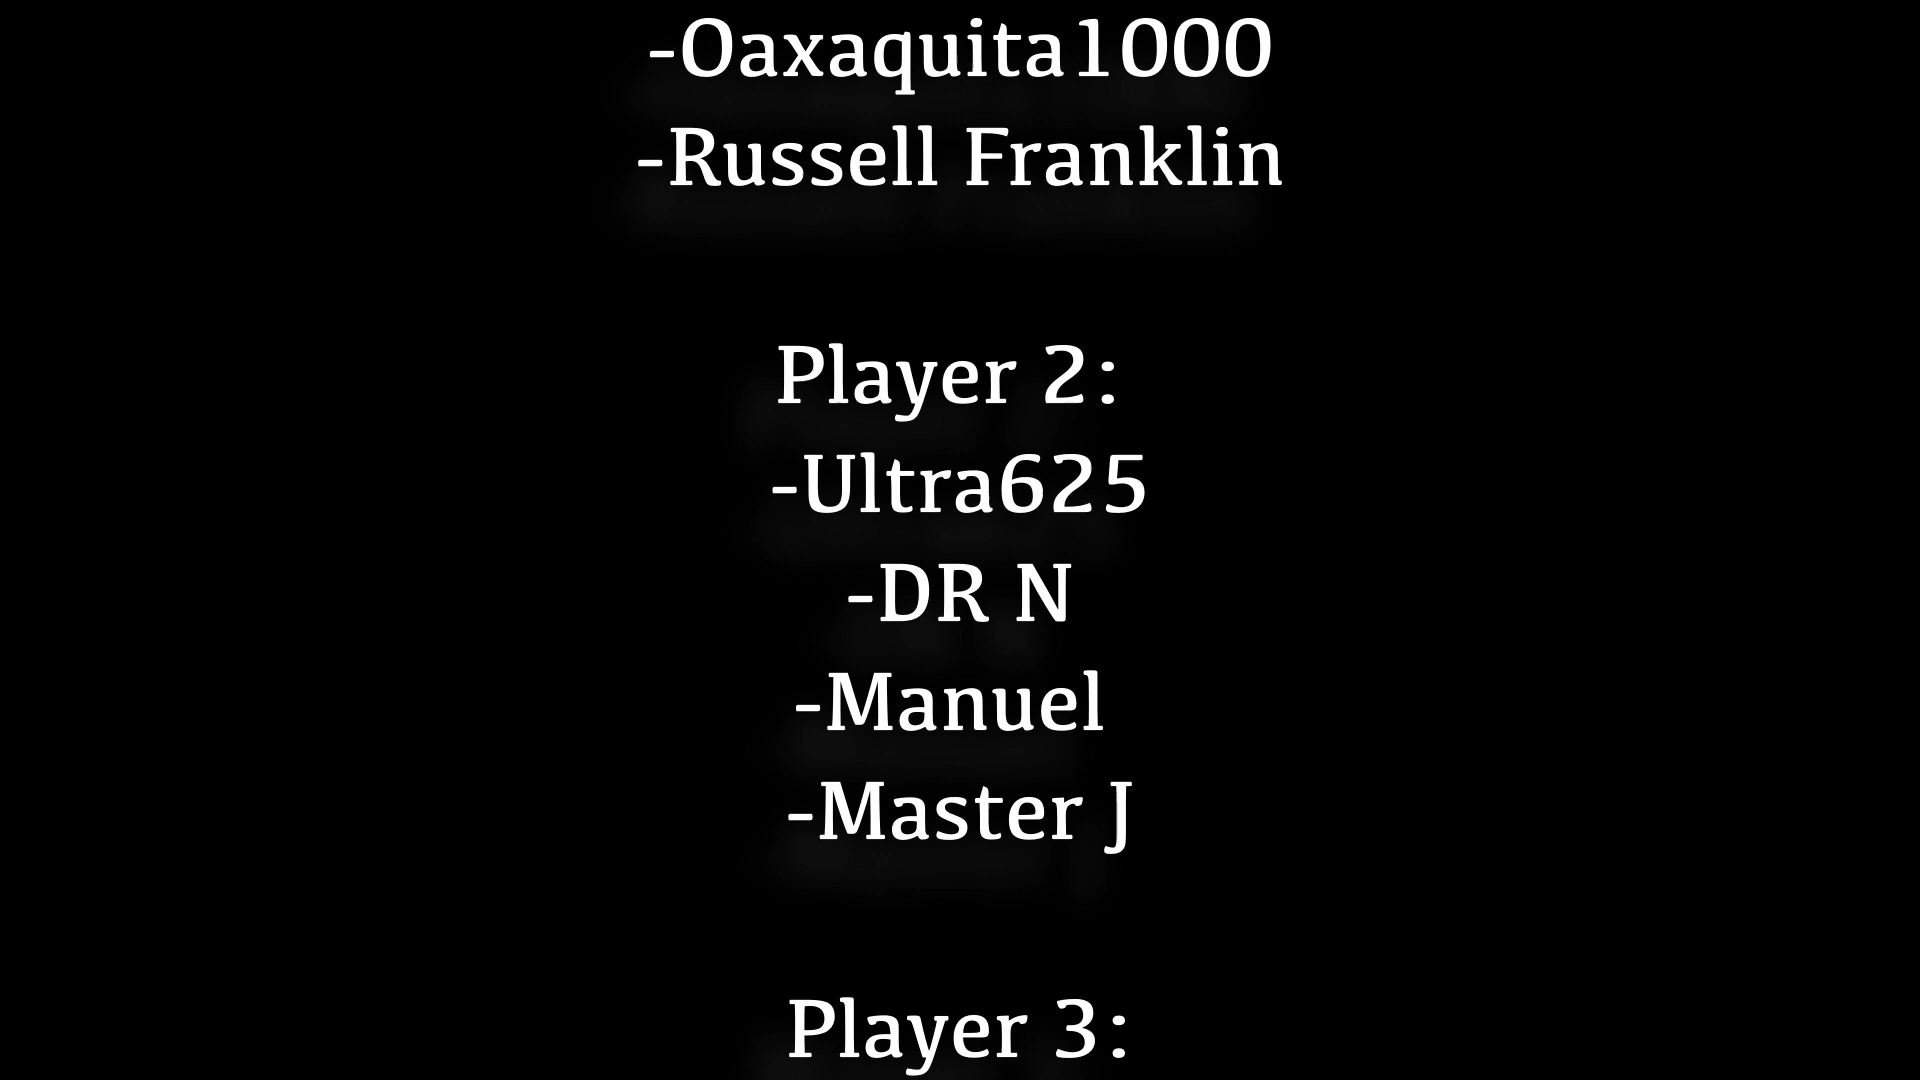 -Oaxaquita1000
-Russell Franklin
Player 2:
-Ultra625
-DR N
-Manuel
-Master J
Player 3: